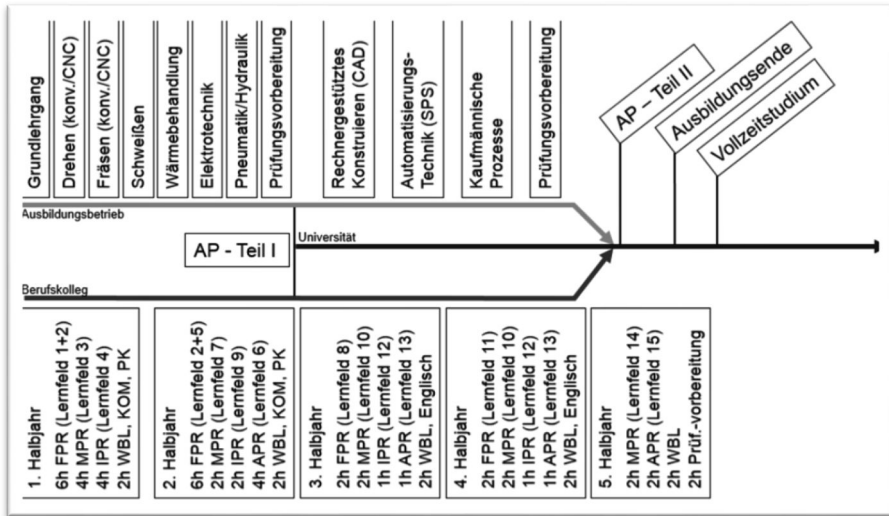 Grundlehrgang
Drehen (konv./CNC)
Fräsen (konv./CNC)
Schweißen
Wärmebehandlung
Elektrotechnik
Pneumatik/Hydraulik
Prüfungsvorbereitung
Rechnergestütztes
Konstruieren (CAD)
Automatisierungs-
Technik (SPS)
Kaufmännische
Prozesse
Prüfungsvorbereitung
AP – Teil II
Ausbildungsende
Vollzeitstudium
Ausbildungsbetrieb
AP - Teil I
Universität
Berufskolleg
1. Halbjahr
6h FPR (Lernfeld 1+2)
4h MPR (Lernfeld 3)
4h IPR (Lernfeld 4)
2h WBL, KOM, PK
2. Halbjahr
6h FPR (Lernfeld 2+5)
2h MPR (Lernfeld 7)
2h IPR (Lernfeld 9)
4h APR (Lernfeld 6)
2h WBL, KOM, PK
3. Halbjahr
2h FPR (Lernfeld 8)
2h MPR (Lernfeld 10)
1h IPR (Lernfeld 12)
1h APR (Lernfeld 13)
2h WBL, Englisch
4. Halbjahr
2h FPR (Lernfeld 11)
2h MPR (Lernfeld 10)
1h IPR (Lernfeld 12)
1h APR (Lernfeld 13)
2h WBL, Englisch
5. Halbjahr
2h MPR (Lernfeld 14)
2h APR (Lernfeld 15)
2h WBL
2h Prüf.-vorbereitung